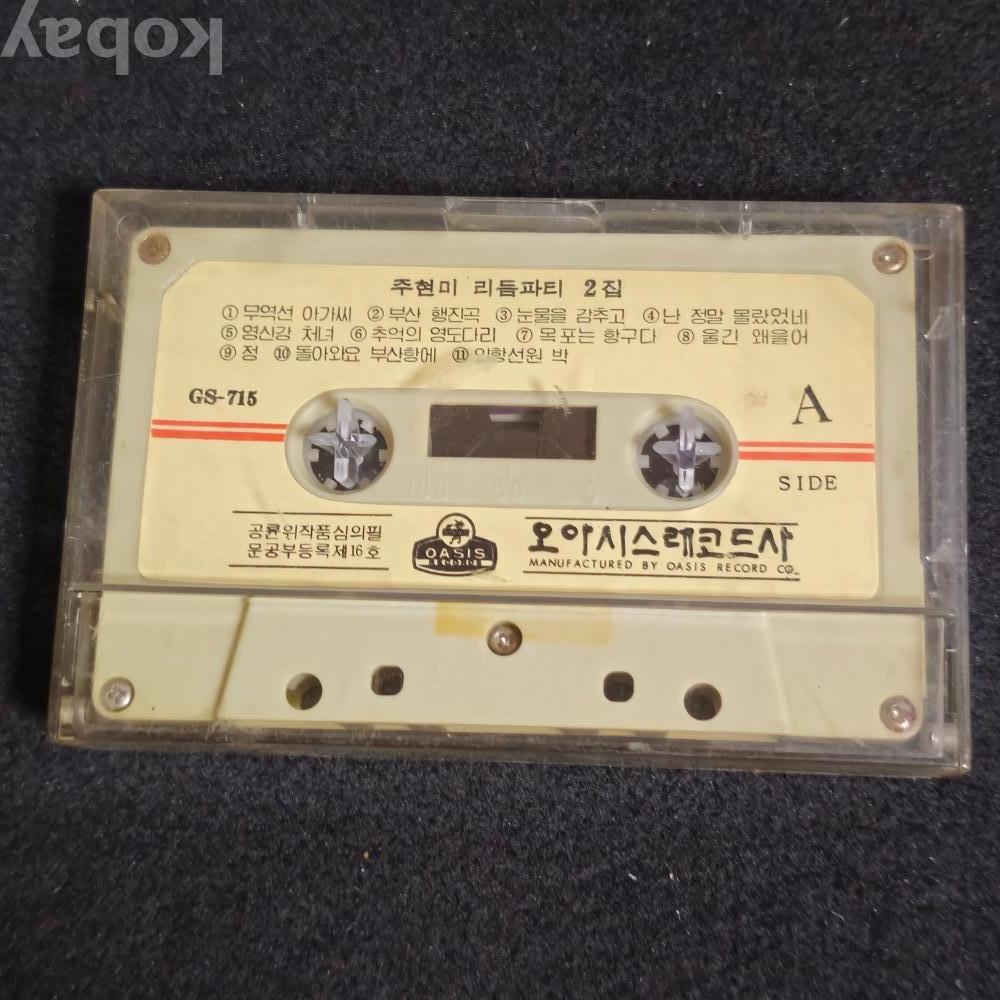 kobay
주현미 리듬파티 2집
① 무역선 아가씨 ② 부산 행진곡 ③ 눈물을 감추고 ④ 난 정말 몰랐었네
⑤ 영산강 처녀 ⑥ 추억의 영도다리 ⑦ 목포는 항구다 ⑧ 울긴 왜울어
⑨ 정 ⑩ 돌아와요 부산항에 ⑪ 외항선원 박
GS-715
A
SIDE
100 50 0
공륜위작품심의필
문공부등록제16호
OASIS
RECORDS
오아시스레코드사
MANUFACTURED BY OASIS RECORD CO.